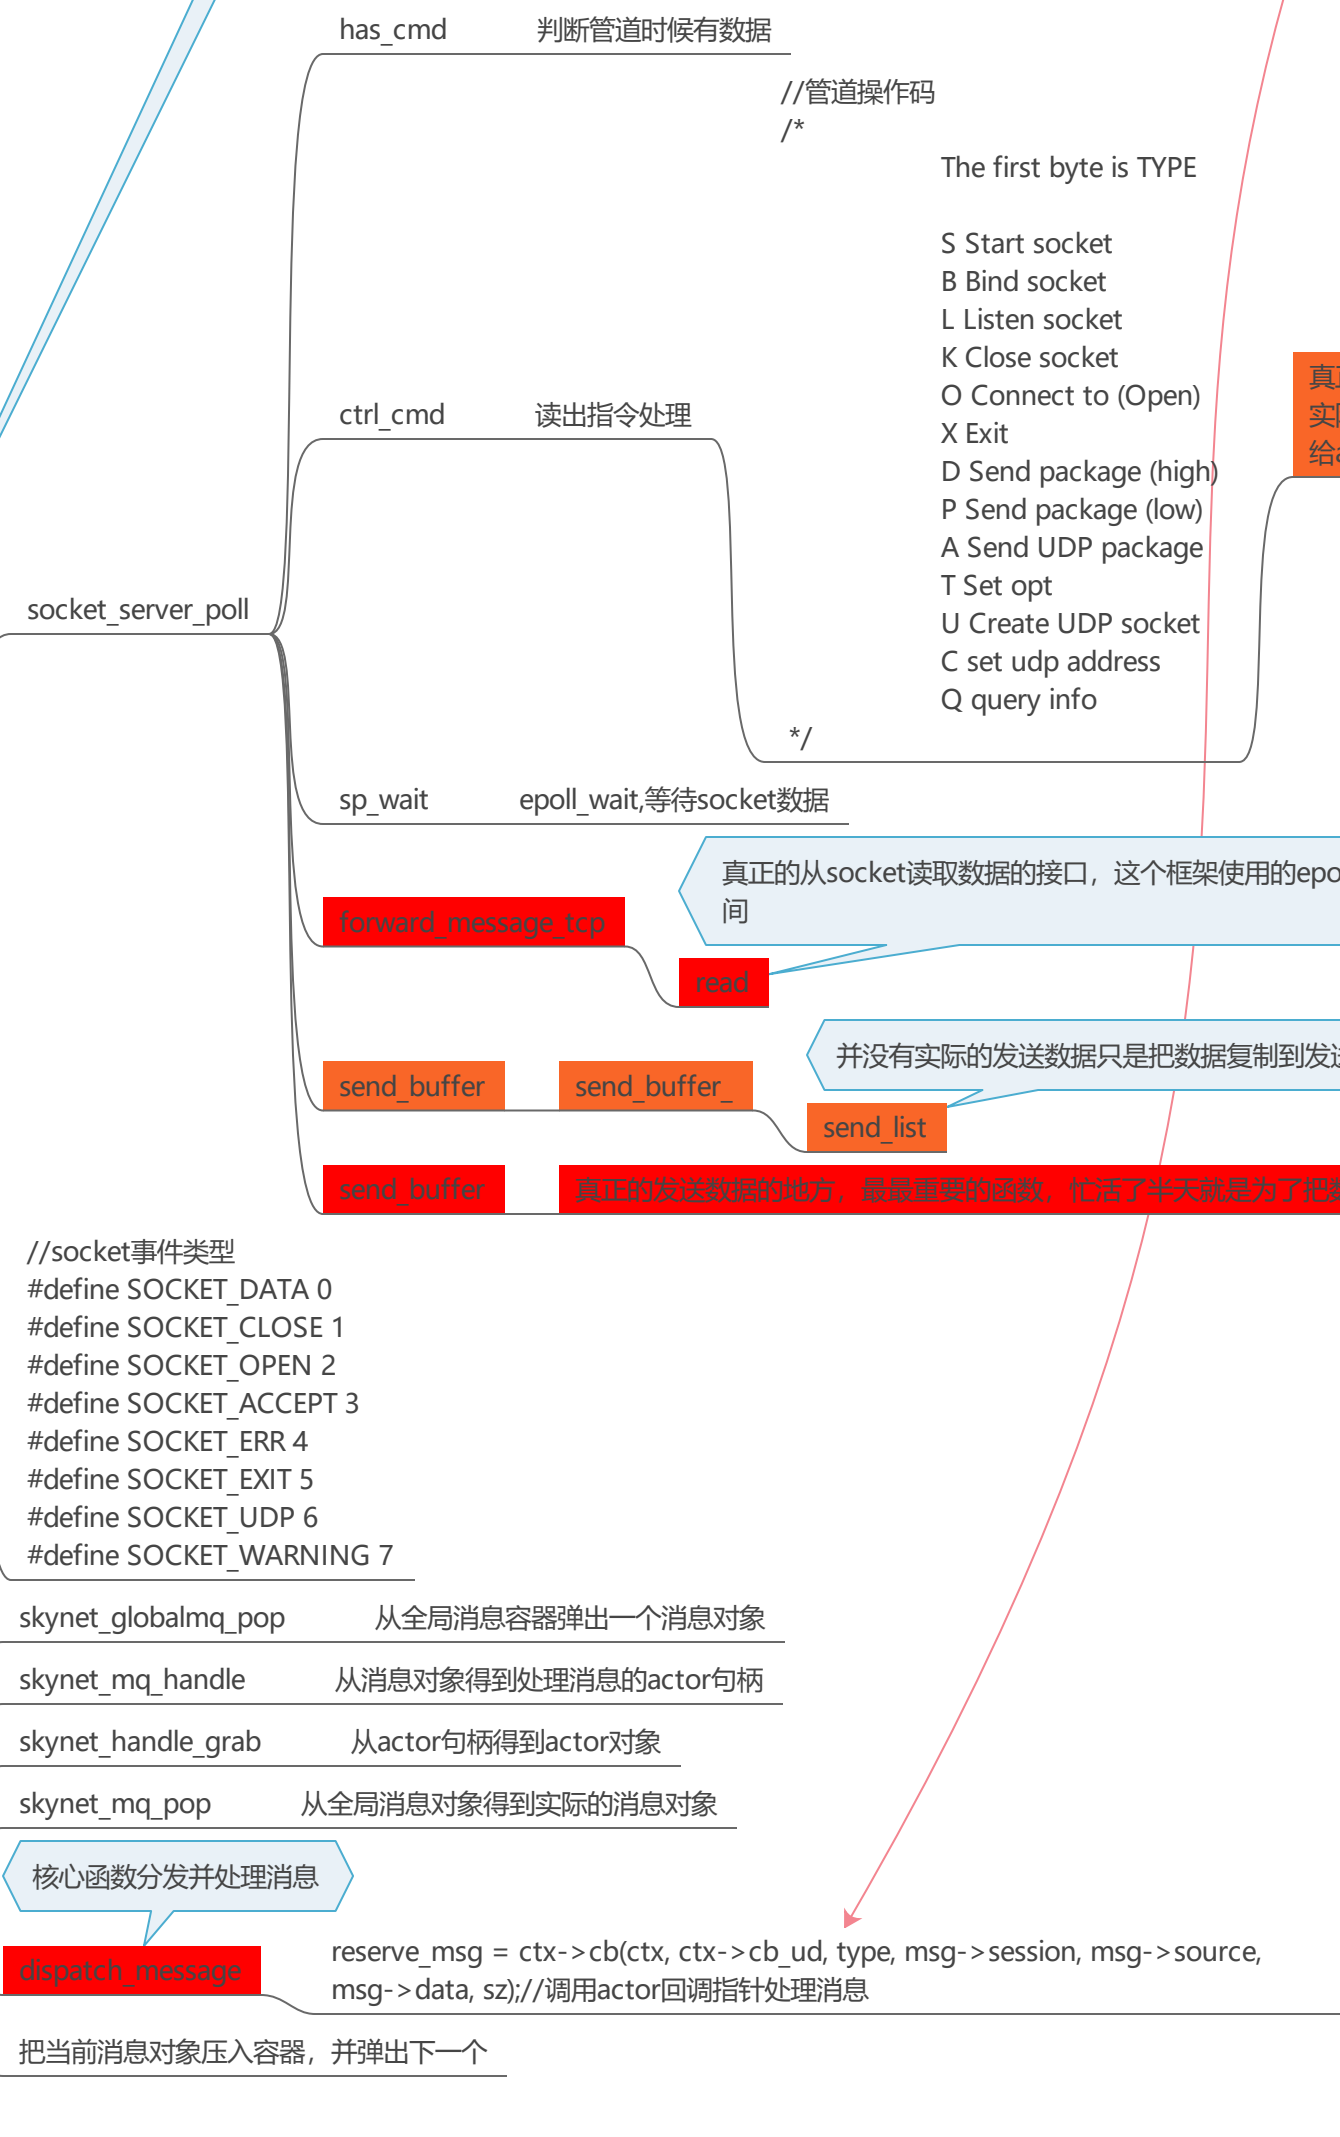 has_cmd 判断管道时候有数据
//管道操作码
/*
The first byte is TYPE
S Start socket
B Bind socket
L Listen socket
K Close socket
O Connect to (Open)
X Exit
D Send package (high)
P Send package (low)
A Send UDP package
T Set opt
U Create UDP socket
C set udp address
Q query info
*/
ctrl_cmd 读出指令处理
给
socket_server_poll
sp_wait epoll_wait,等待socket数据
真正的从socket读取数据的接口，这个框架使用的epo
间
forward_message_tcp
read
并没有实际的发送数据只是把数据复制到发
send_buffer send_buffer_
send_list
send_buffer 真正的发送数据的地方，最最重要的函数，忙活了半天就是为了把
//socket事件类型
#define SOCKET_DATA 0
#define SOCKET_CLOSE 1
#define SOCKET_OPEN 2
#define SOCKET_ACCEPT 3
#define SOCKET_ERR 4
#define SOCKET_EXIT 5
#define SOCKET_UDP 6
#define SOCKET_WARNING 7
skynet_globalmq_pop 从全局消息容器弹出一个消息对象
skynet_mq_handle 从消息对象得到处理消息的actor句柄
skynet_handle_grab 从actor句柄得到actor对象
skynet_mq_pop 从全局消息对象得到实际的消息对象
核心函数分发并处理消息
dispatch_message
reserve_msg = ctx->cb(ctx, ctx->cb_ud, type, msg->session, msg->source,
msg->data, sz);//调用actor回调指针处理消息
把当前消息对象压入容器，并弹出下一个